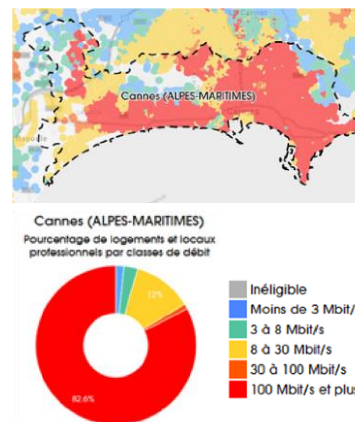 Cannes (ALPES-MARITIMES)
Cannes (ALPES-MARITIMES)
Pourcentage de logements et locaux
professionnels par classes de débit
12%
82.6%
Inéligible
Moins de 3 Mbit/s
3 à 8 Mbit/s
8 à 30 Mbit/s
30 à 100 Mbit/s
100 Mbit/s et plus